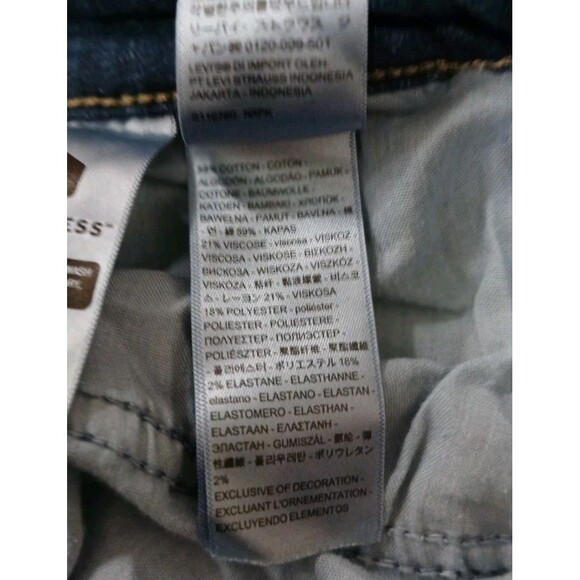 リーバイ・ストラウス ジ
ャパン㈱ 0120-099-501
LEVI'S® DI IMPORT OLEH
PT LEVI STRAUSS INDONESIA
JAKARTA - INDONESIA
59% COTTON - COTON -
ALGODÓN - ALGODÃO - PAMUK -
COTONE - BAUMWOLLE -
KATOEN - BAMBAKI - ХЛОПОК -
BAWEŁNA - PAMUT - BAVLNA - 棉
- 면 - 綿 59% - KAPAS
21% VISCOSE - viscosa - VISKOZ
VISCOSA - VISKOSE - ΒΙΣΚΟΖΗ -
ВИСКОЗА - WISKOZA - VISZKÓZ -
VISKÓZA - 粘纤 - 黏液嫘縈 - 비스코
스 - レーヨン 21% - VISKOSA
18% POLYESTER - poliéster -
POLIESTER - POLIESTERE -
ΠΟΛΥΕΣΤΕΡ - ПОЛИЭСТЕР -
POLIÉSZTER - 聚酯纤维 - 聚酯纖維
- 폴리에스터 - ポリエステル 18%
2% ELASTANE - ÉLASTHANNE -
elastano - ELASTANO - ELASTAN -
ELASTOMERO - ELASTHAN -
ELASTAAN - ΕΛΑΣΤΑΝΗ -
ЭЛАСТАН - GUMISZÁL - 氨纶 - 彈
性纖維 - 폴리우레탄 - ポリウレタン
2%
EXCLUSIVE OF DECORATION -
EXCLUANT L'ORNEMENTATION -
EXCLUYENDO ELEMENTOS
ESS™
WASH